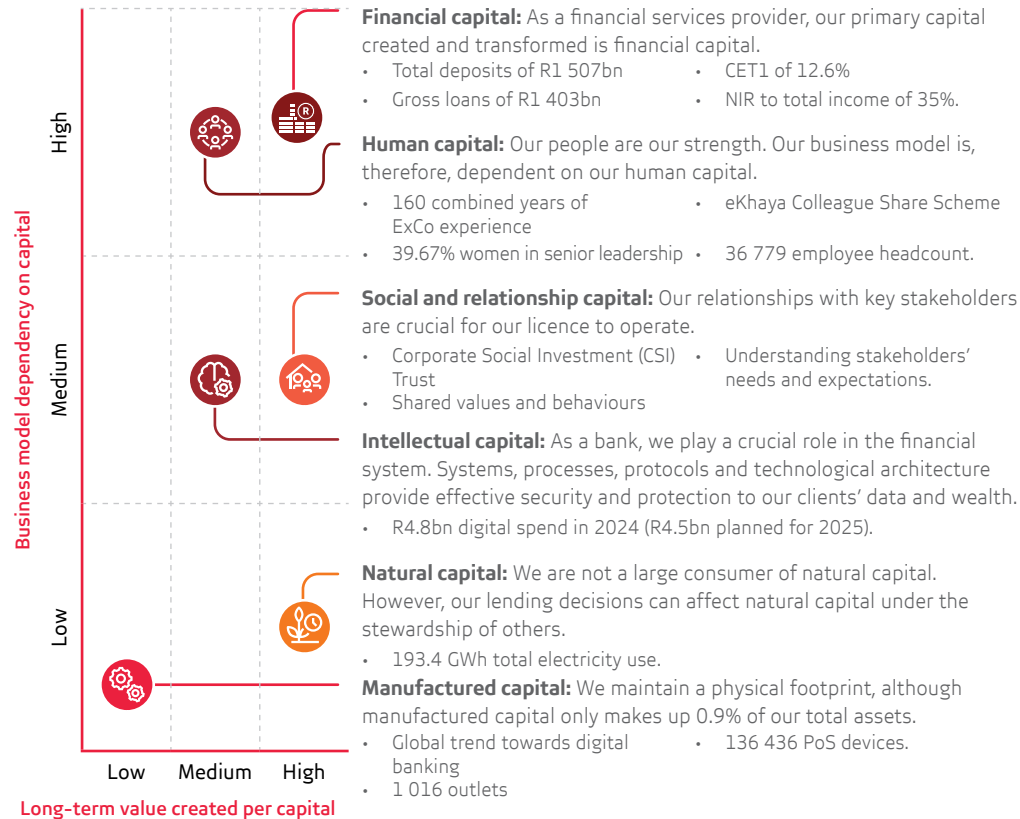 Business model dependency on capital
High
Medium
Low
Low Medium High
Long-term value created per capital
R
Financial capital: As a financial services provider, our primary capital
created and transformed is financial capital.
• Total deposits of R1 507bn
• Gross loans of R1 403bn
• CET1 of 12.6%
• NIR to total income of 35%.
Human capital: Our people are our strength. Our business model is,
therefore, dependent on our human capital.
• 160 combined years of
ExCo experience
• 39.67% women in senior leadership
• eKhaya Colleague Share Scheme
• 36 779 employee headcount.
Social and relationship capital: Our relationships with key stakeholders
are crucial for our licence to operate.
• Corporate Social Investment (CSI)
Trust
• Shared values and behaviours
• Understanding stakeholders'
needs and expectations.
Intellectual capital: As a bank, we play a crucial role in the financial
system. Systems, processes, protocols and technological architecture
provide effective security and protection to our clients' data and wealth.
• R4.8bn digital spend in 2024 (R4.5bn planned for 2025).
Natural capital: We are not a large consumer of natural capital.
However, our lending decisions can affect natural capital under the
stewardship of others.
• 193.4 GWh total electricity use.
Manufactured capital: We maintain a physical footprint, although
manufactured capital only makes up 0.9% of our total assets.
• Global trend towards digital
banking
• 1 016 outlets
• 136 436 PoS devices.